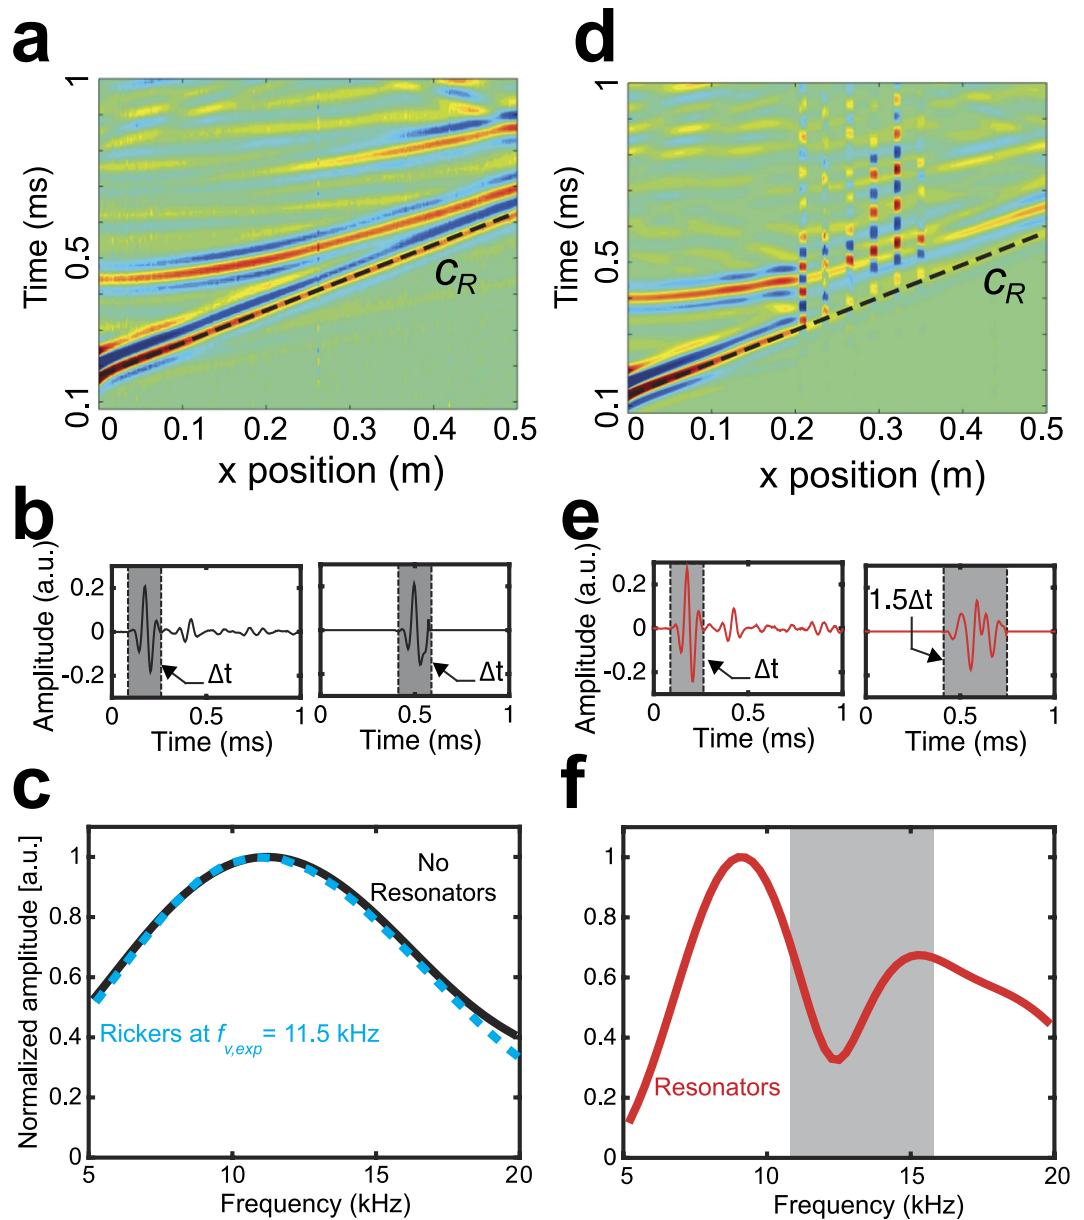 a
Time (ms)
1
0.5
0.1
c_R
0 0.1 0.2 0.3 0.4 0.5
x position (m)
d
Time (ms)
1
0.5
0.1
c_R
0 0.1 0.2 0.3 0.4 0.5
x position (m)
b
Amplitude (a.u.)
0.2
0
-0.2
Δt
0 0.5 1
Time (ms)
Δt
0 0.5 1
Time (ms)
e
Amplitude (a.u.)
0.2
0
-0.2
Δt
0 0.5 1
Time (ms)
1.5Δt
0 0.5 1
Time (ms)
c
Normalized amplitude [a.u.]
1
0.8
0.6
0.4
0.2
0
No
Resonators
Rickers at f_v,exp = 11.5 kHz
5 10 15 20
Frequency (kHz)
f
1
0.8
0.6
0.4
0.2
0
Resonators
5 10 15 20
Frequency (kHz)